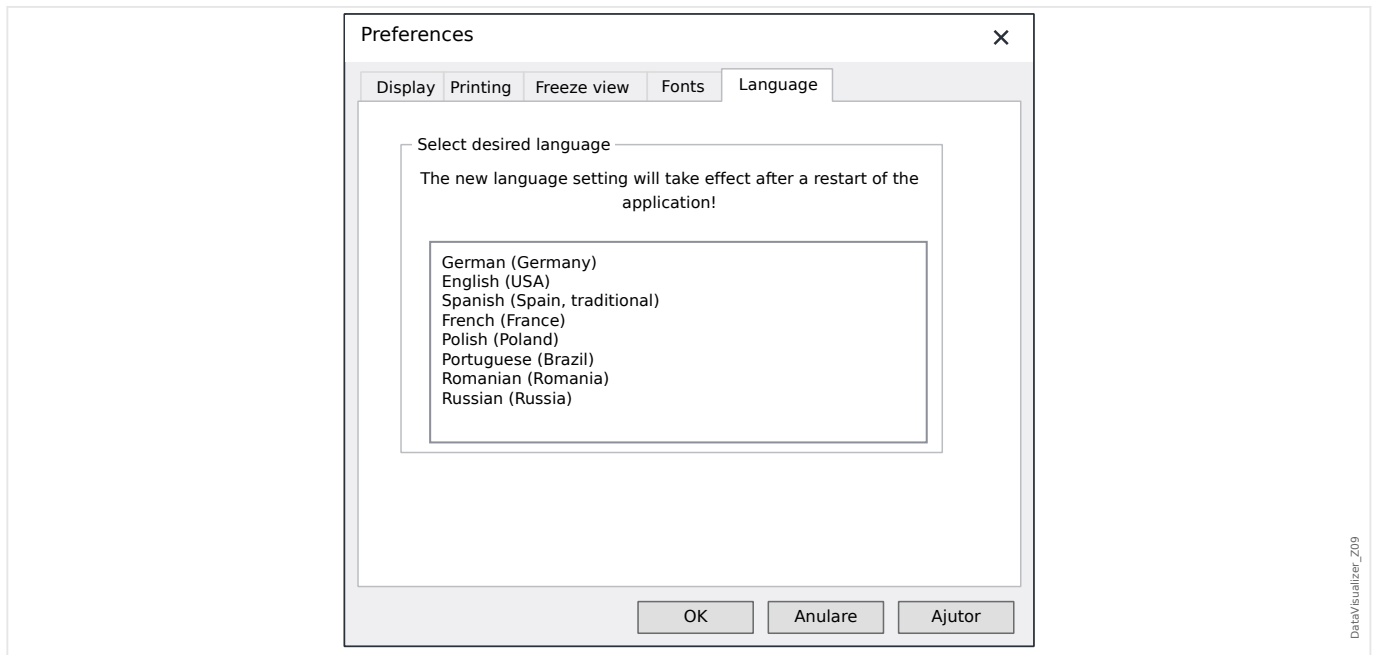 Preferences
Display Printing Freeze view Fonts Language
Select desired language
The new language setting will take effect after a restart of the
application!
German (Germany)
English (USA)
Spanish (Spain, traditional)
French (France)
Polish (Poland)
Portuguese (Brazil)
Romanian (Romania)
Russian (Russia)
OK Anulare Ajutor
DataVisualizer_Z09